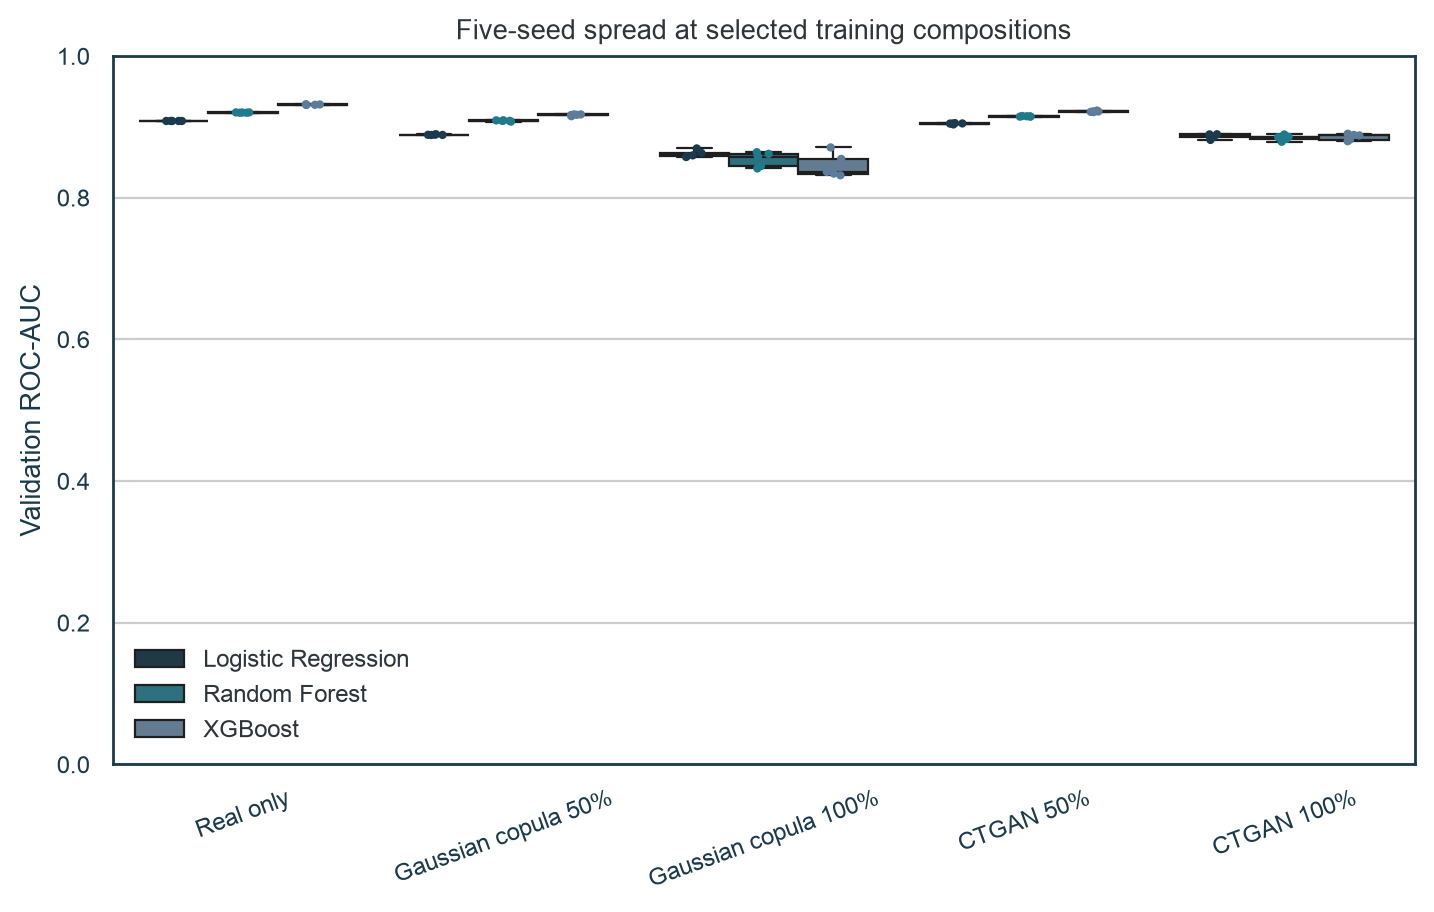 Five-seed spread at selected training compositions
Validation ROC-AUC
1.0
0.8
0.6
0.4
0.2
0.0
Logistic Regression
Random Forest
XGBoost
Real only
Gaussian copula 50%
Gaussian copula 100%
CTGAN 50%
CTGAN 100%